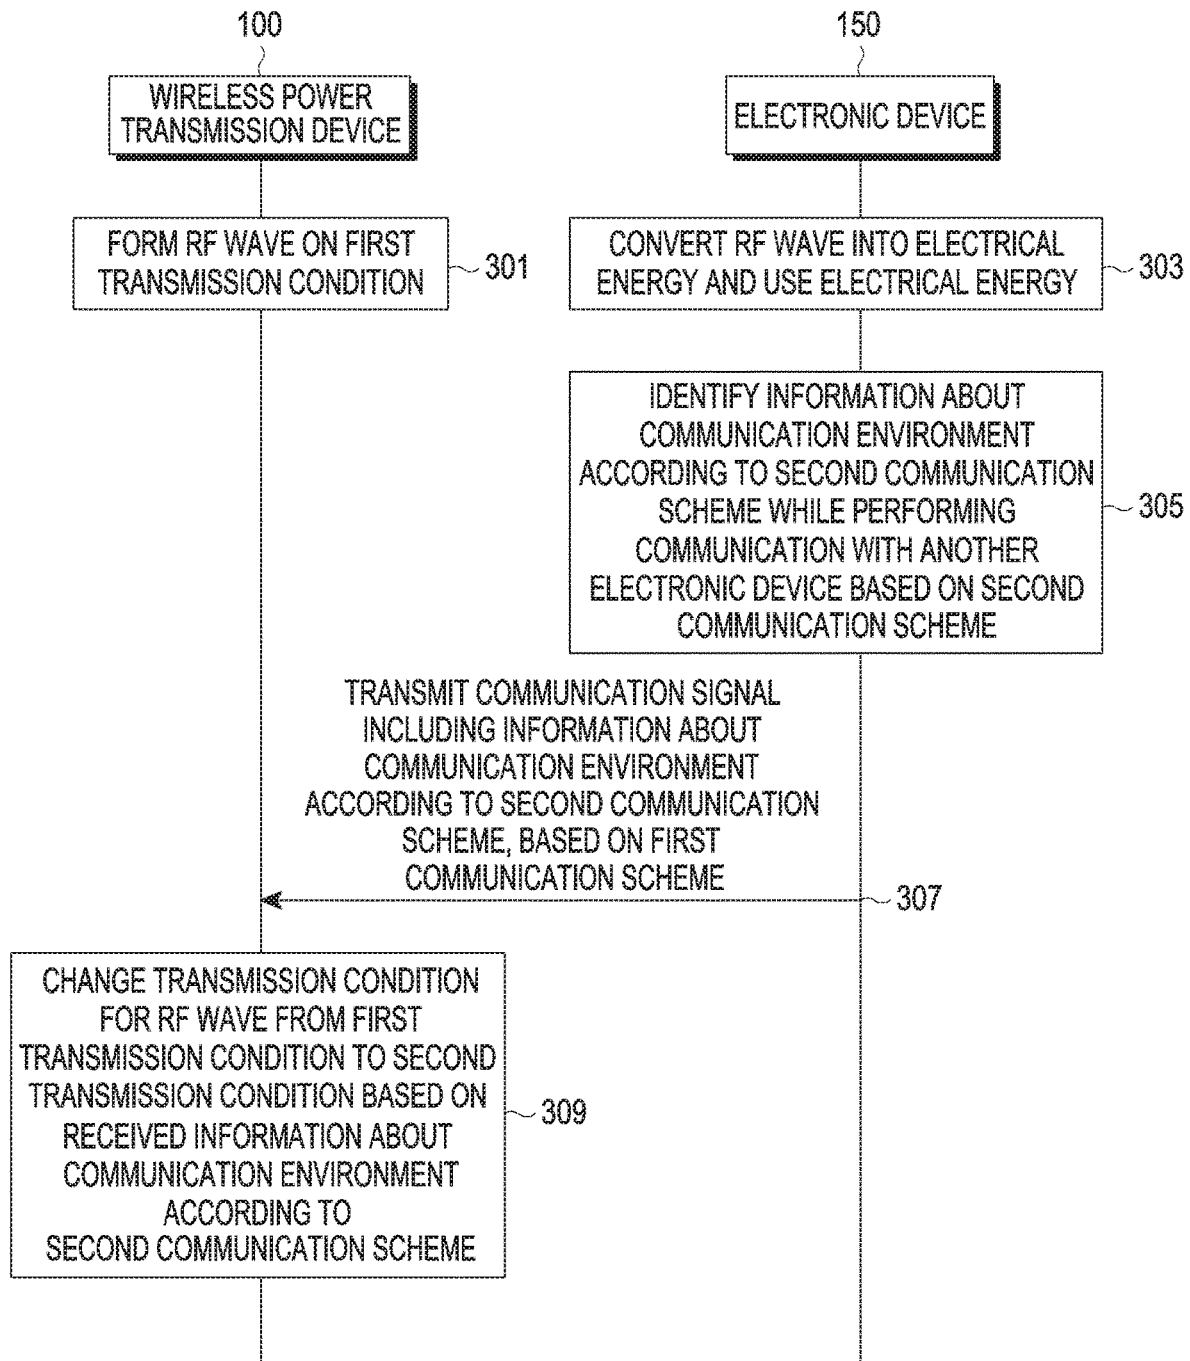 100
150
WIRELESS POWER
TRANSMISSION DEVICE
ELECTRONIC DEVICE
FORM RF WAVE ON FIRST
TRANSMISSION CONDITION
301
CONVERT RF WAVE INTO ELECTRICAL
ENERGY AND USE ELECTRICAL ENERGY
303
IDENTIFY INFORMATION ABOUT
COMMUNICATION ENVIRONMENT
ACCORDING TO SECOND COMMUNICATION
SCHEME WHILE PERFORMING
COMMUNICATION WITH ANOTHER
ELECTRONIC DEVICE BASED ON SECOND
COMMUNICATION SCHEME
305
TRANSMIT COMMUNICATION SIGNAL
INCLUDING INFORMATION ABOUT
COMMUNICATION ENVIRONMENT
ACCORDING TO SECOND COMMUNICATION
SCHEME, BASED ON FIRST
COMMUNICATION SCHEME
307
CHANGE TRANSMISSION CONDITION
FOR RF WAVE FROM FIRST
TRANSMISSION CONDITION TO SECOND
TRANSMISSION CONDITION BASED ON
RECEIVED INFORMATION ABOUT
COMMUNICATION ENVIRONMENT
ACCORDING TO
SECOND COMMUNICATION SCHEME
309